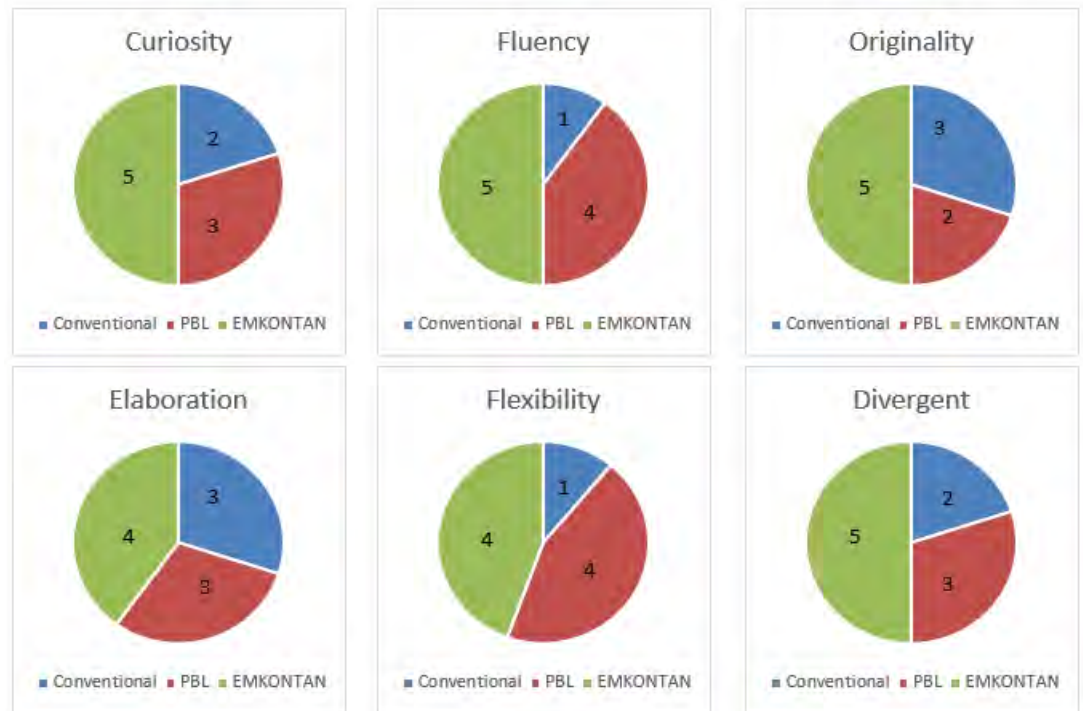 Curiosity
2
5
3
Conventional PBL EMKONTAN
Fluency
1
5
4
Conventional PBL EMKONTAN
Originality
3
5
2
Conventional PBL EMKONTAN
Elaboration
3
4
3
Conventional PBL EMKONTAN
Flexibility
1
4
4
Conventional PBL EMKONTAN
Divergent
2
5
3
Conventional PBL EMKONTAN